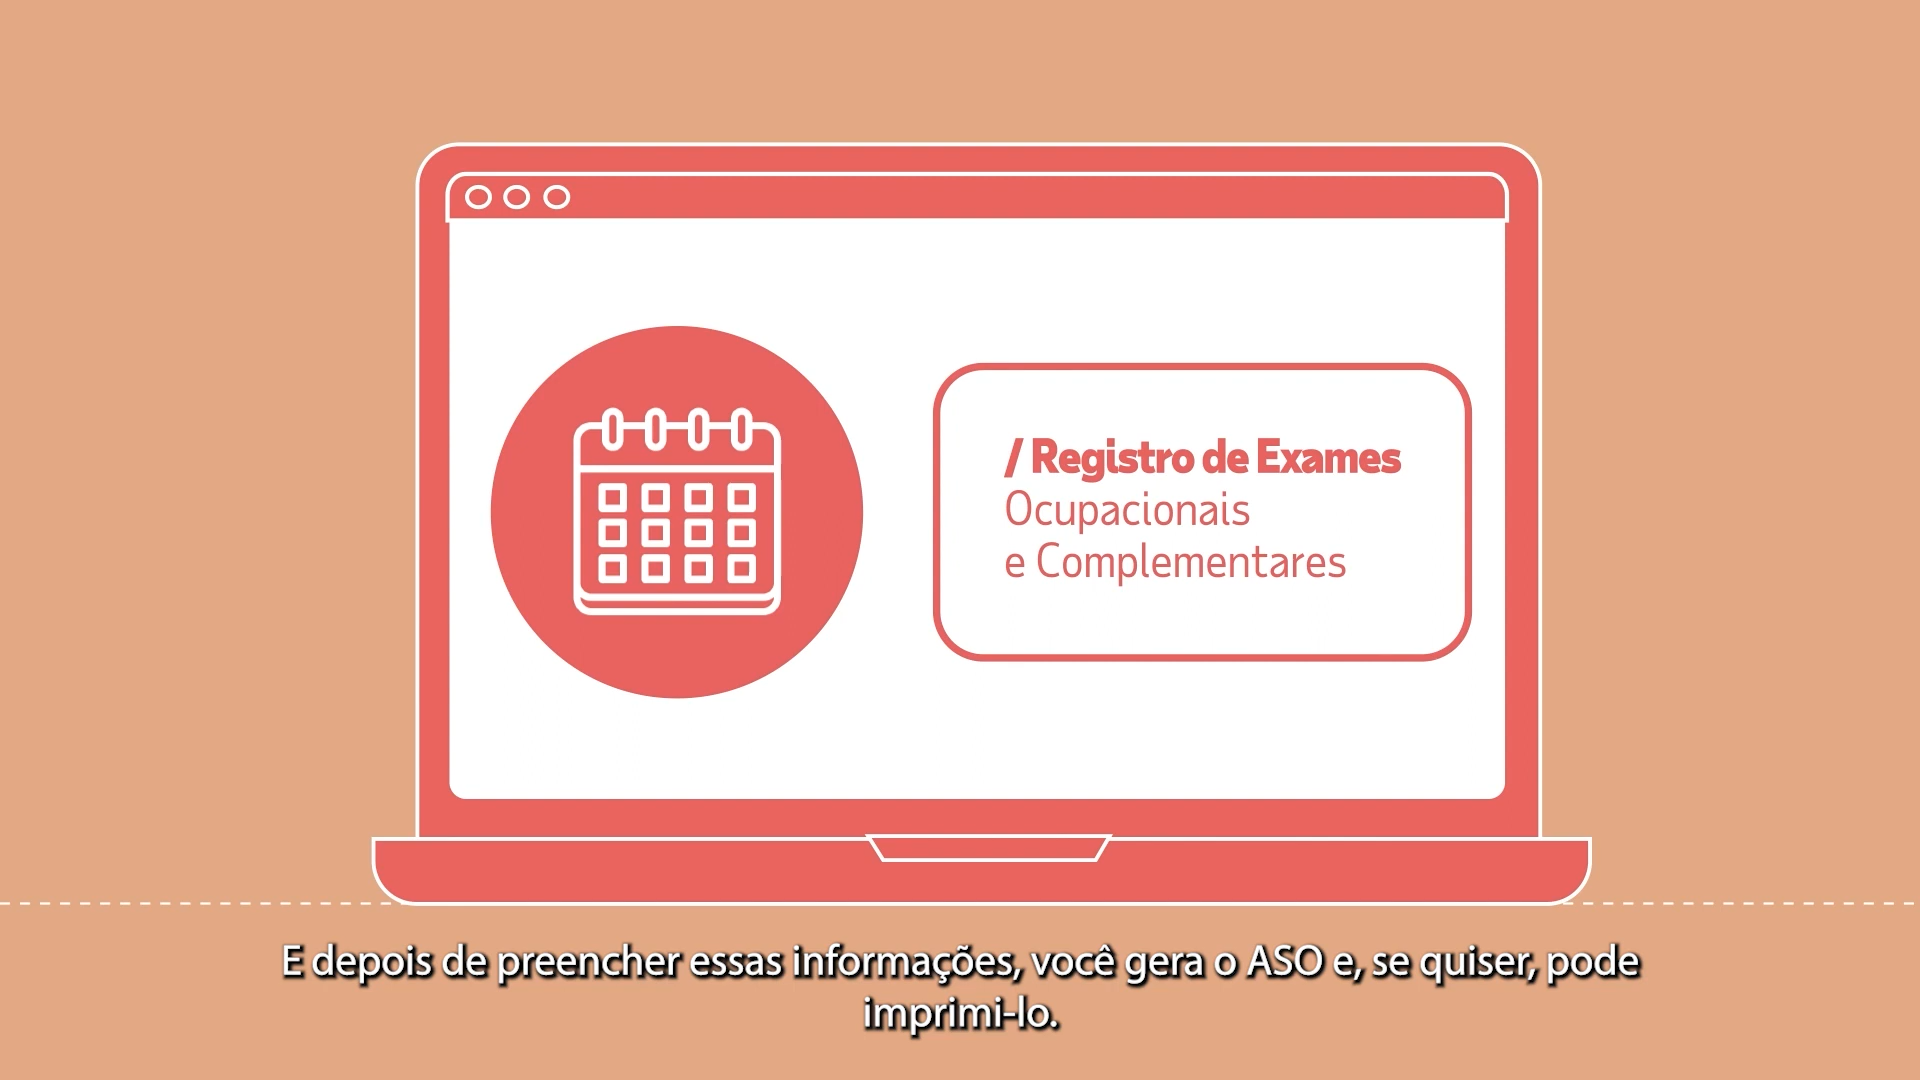 / Registro de Exames
Ocupacionais
e Complementares
E depois de preencher essas informações, você gera o ASO e, se quiser, pode
imprimi-lo.